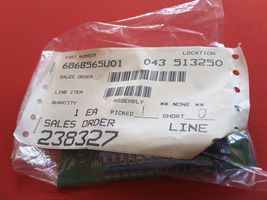 PART NUMBER LOCATION
686B565U01 043 513250
SALES ORDER
LINE ITEM
QUANTITY ASSEMBLY: ** NONE **
1 EA PICKED 1 SHORT 0
SALES ORDER LINE
238327